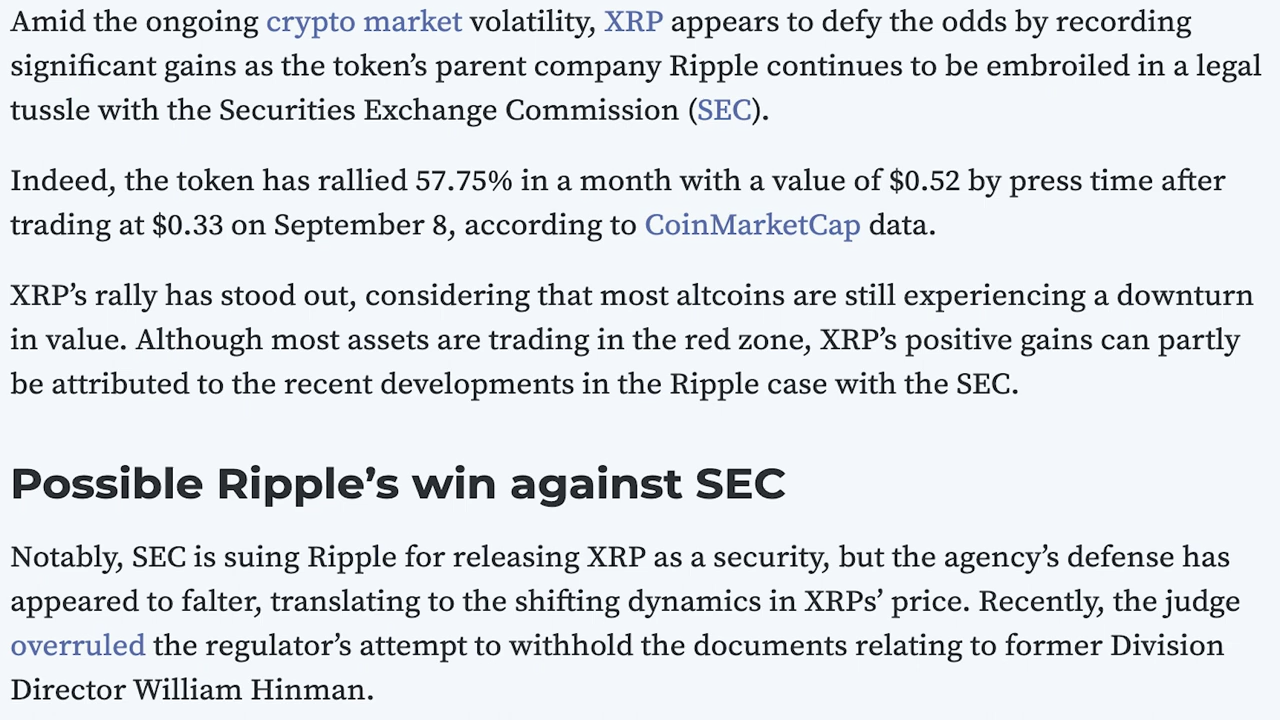 Amid the ongoing crypto market volatility, XRP appears to defy the odds by recording
significant gains as the token’s parent company Ripple continues to be embroiled in a legal
tussle with the Securities Exchange Commission (SEC).
Indeed, the token has rallied 57.75% in a month with a value of $0.52 by press time after
trading at $0.33 on September 8, according to CoinMarketCap data.
XRP’s rally has stood out, considering that most altcoins are still experiencing a downturn
in value. Although most assets are trading in the red zone, XRP’s positive gains can partly
be attributed to the recent developments in the Ripple case with the SEC.
Possible Ripple’s win against SEC
Notably, SEC is suing Ripple for releasing XRP as a security, but the agency’s defense has
appeared to falter, translating to the shifting dynamics in XRPs’ price. Recently, the judge
overruled the regulator’s attempt to withhold the documents relating to former Division
Director William Hinman.